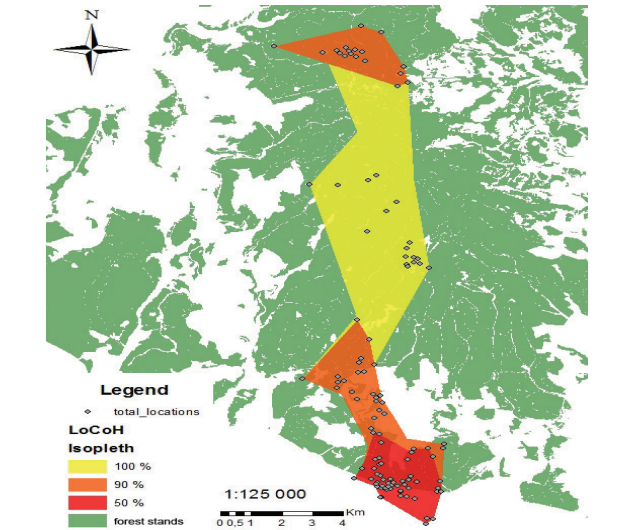 N
Legend
total_locations
LoCoH
Isopleth
100 %
90 %
50 %
forest stands
1:125 000
Km
0 0,5 1 2 3 4